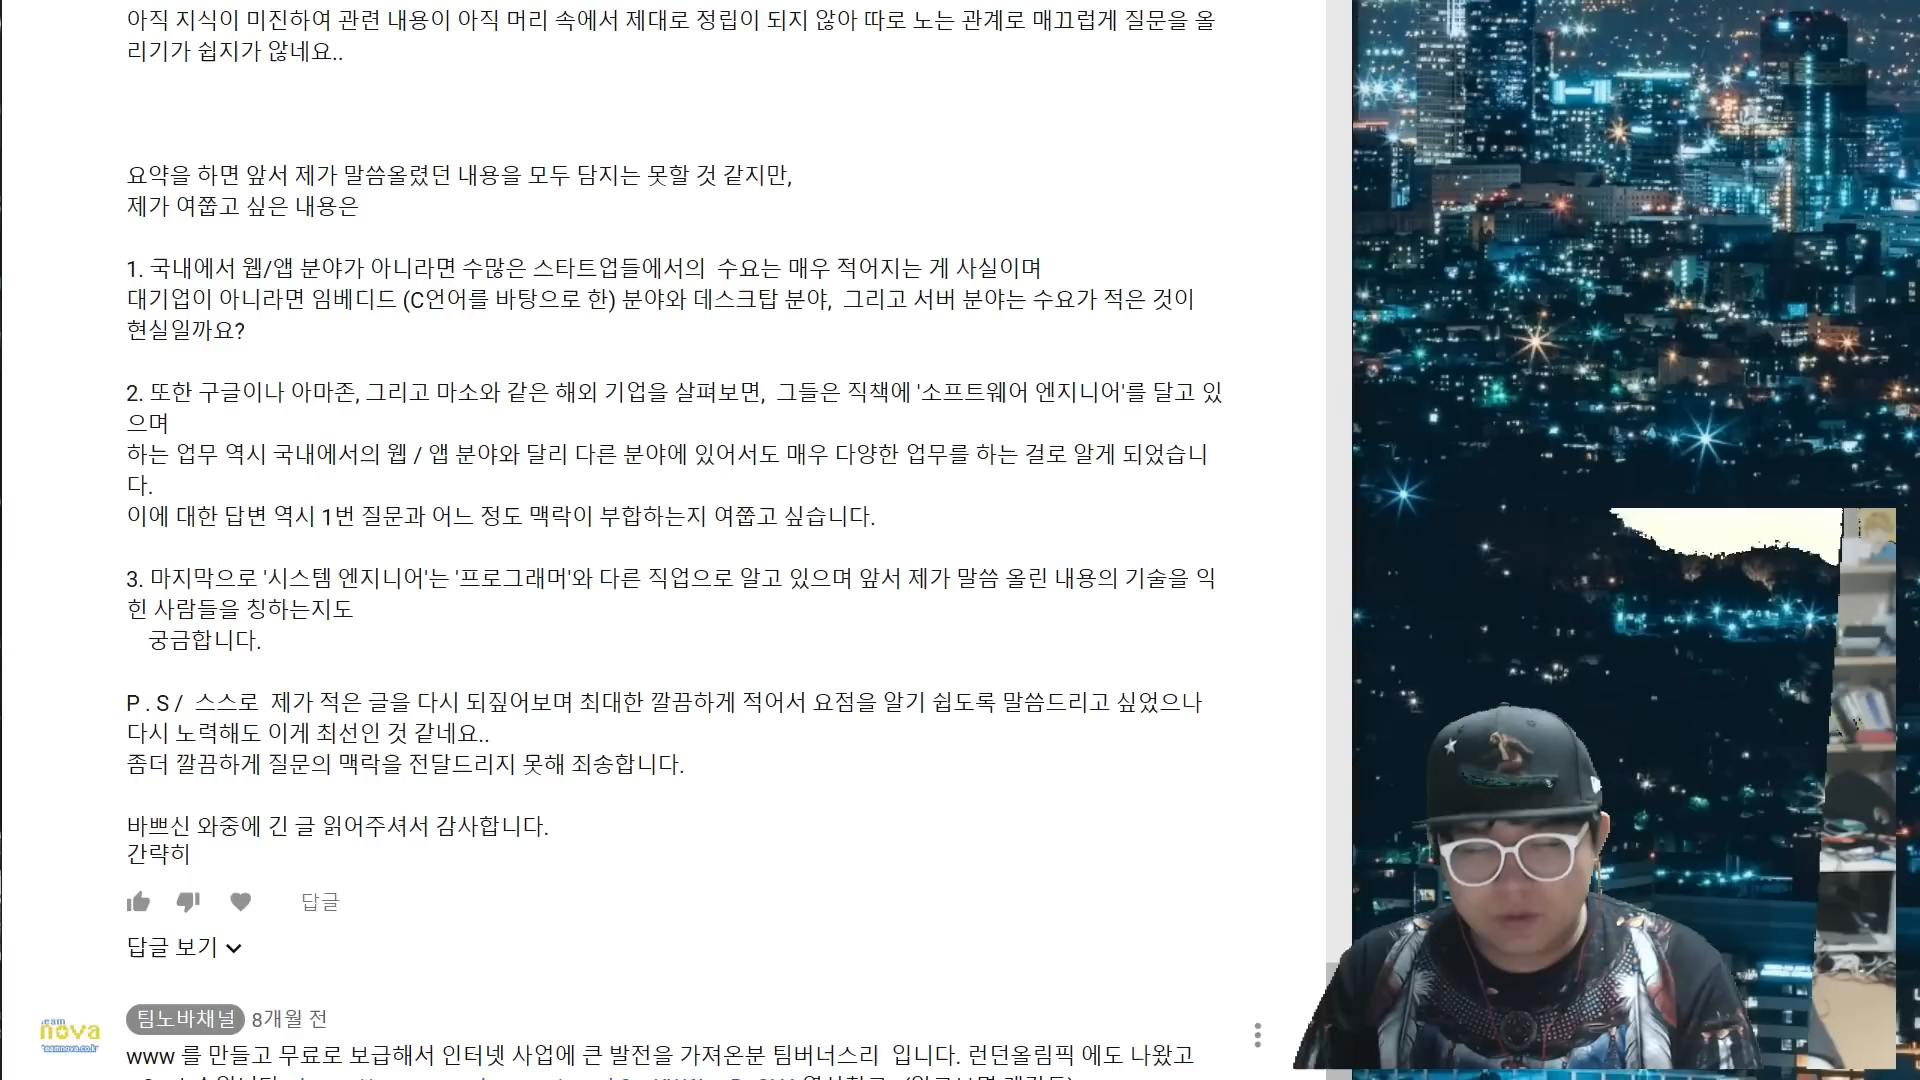 아직 지식이 미진하여 관련 내용이 아직 머리 속에서 제대로 정립이 되지 않아 따로 노는 관계로 매끄럽게 질문을 올
리기가 쉽지가 않네요..
요약을 하면 앞서 제가 말씀올렸던 내용을 모두 담지는 못할 것 같지만,
제가 여쭙고 싶은 내용은
1. 국내에서 웹/앱 분야가 아니라면 수많은 스타트업들에서의 수요는 매우 적어지는 게 사실이며
대기업이 아니라면 임베디드 (C언어를 바탕으로 한) 분야와 데스크탑 분야, 그리고 서버 분야는 수요가 적은 것이
현실일까요?
2. 또한 구글이나 아마존, 그리고 마소와 같은 해외 기업을 살펴보면, 그들은 직책에 '소프트웨어 엔지니어'를 달고 있
으며
하는 업무 역시 국내에서의 웹 / 앱 분야와 달리 다른 분야에 있어서도 매우 다양한 업무를 하는 걸로 알게 되었습니
다.
이에 대한 답변 역시 1번 질문과 어느 정도 맥락이 부합하는지 여쭙고 싶습니다.
3. 마지막으로 '시스템 엔지니어'는 '프로그래머'와 다른 직업으로 알고 있으며 앞서 제가 말씀 올린 내용의 기술을 익
힌 사람들을 칭하는지도
궁금합니다.
P . S / 스스로 제가 적은 글을 다시 되짚어보며 최대한 깔끔하게 적어서 요점을 알기 쉽도록 말씀드리고 싶었으나
다시 노력해도 이게 최선인 것 같네요..
좀더 깔끔하게 질문의 맥락을 전달드리지 못해 죄송합니다.
바쁘신 와중에 긴 글 읽어주셔서 감사합니다.
간략히
답글
답글 보기
team nova teamnova.co.kr
팀노바채널 8개월 전
www 를 만들고 무료로 보급해서 인터넷 사업에 큰 발전을 가져온분 팀버너스리 입니다. 런던올림픽 에도 나왔고